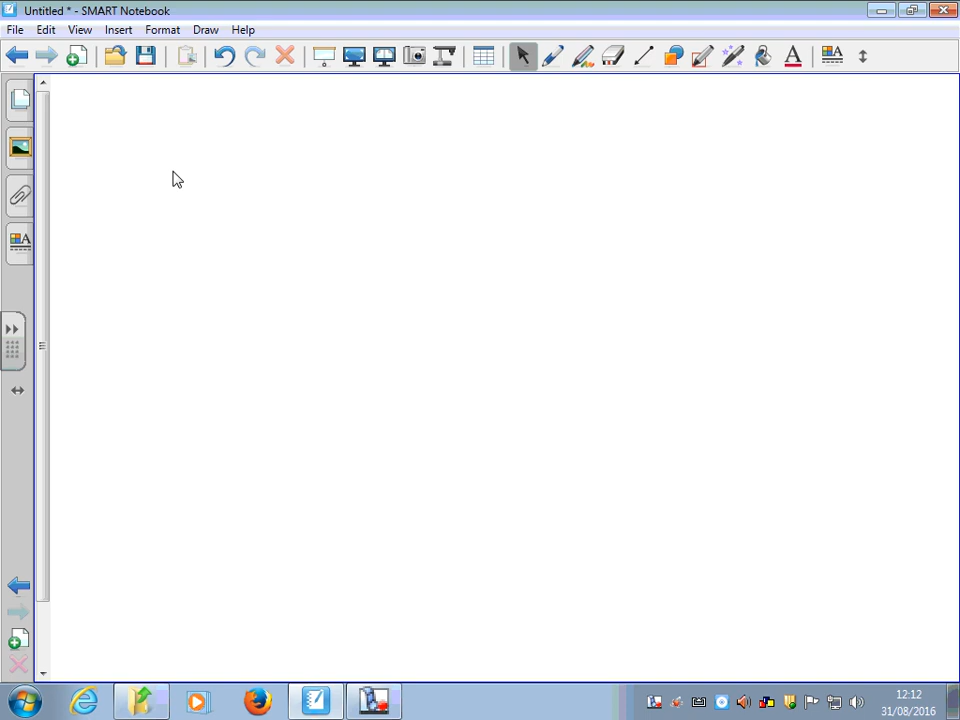 Untitled * - SMART Notebook
File Edit View Insert Format Draw Help
12:12
31/08/2016